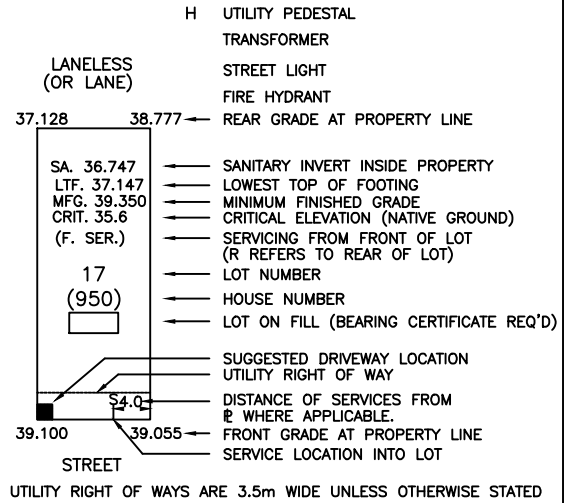 H UTILITY PEDESTAL
TRANSFORMER
LANELESS
(OR LANE)
STREET LIGHT
FIRE HYDRANT
37.128 38.777 REAR GRADE AT PROPERTY LINE
SA. 36.747 SANITARY INVERT INSIDE PROPERTY
LTF. 37.147 LOWEST TOP OF FOOTING
MFG. 39.350 MINIMUM FINISHED GRADE
CRIT. 35.6 CRITICAL ELEVATION (NATIVE GROUND)
(F. SER.) SERVICING FROM FRONT OF LOT
(R REFERS TO REAR OF LOT)
17 LOT NUMBER
(950) HOUSE NUMBER
LOT ON FILL (BEARING CERTIFICATE REQ'D)
SUGGESTED DRIVEWAY LOCATION
UTILITY RIGHT OF WAY
S4.0 DISTANCE OF SERVICES FROM
℄ WHERE APPLICABLE.
39.100 39.055 FRONT GRADE AT PROPERTY LINE
SERVICE LOCATION INTO LOT
STREET
UTILITY RIGHT OF WAYS ARE 3.5m WIDE UNLESS OTHERWISE STATED